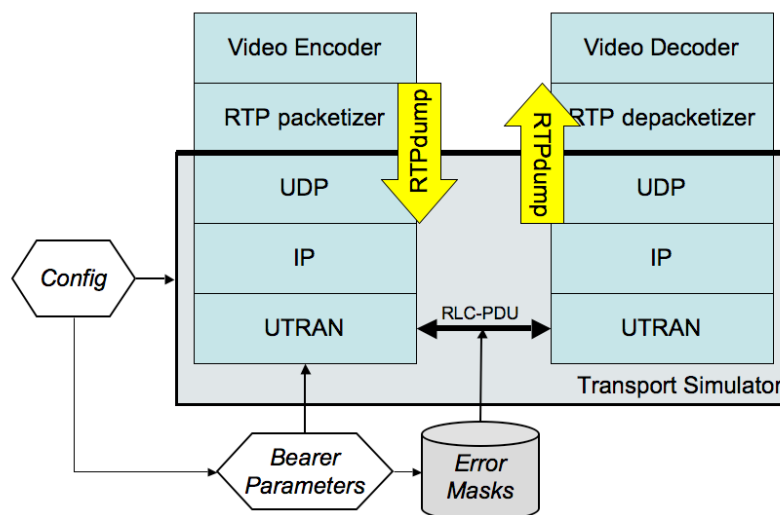 Video Encoder
Video Decoder
RTP packetizer
RTPdump
RTPdump
RTP depacketizer
UDP
UDP
Config
IP
IP
UTRAN
RLC-PDU
UTRAN
Transport Simulator
Bearer
Parameters
Error
Masks